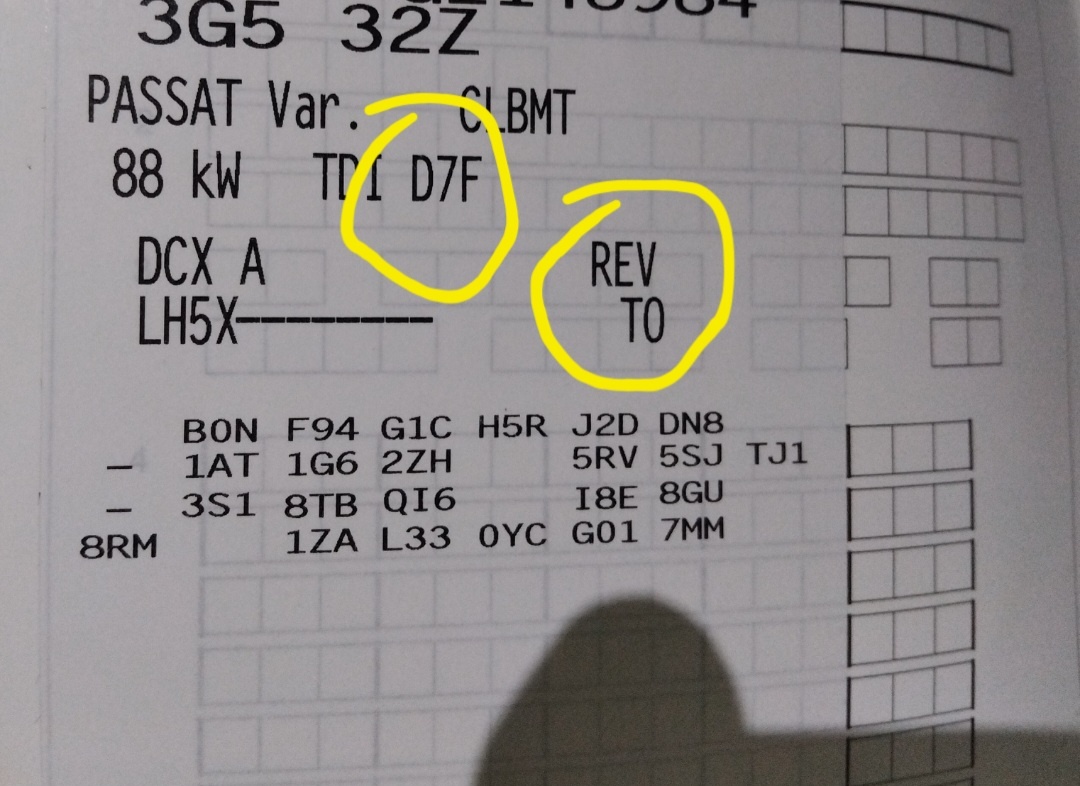 3G5 32Z
PASSAT Var. CLBMT
88 kW TDI D7F
DCX A REV
LH5X-------- TO
B0N F94 G1C H5R J2D DN8
- 1AT 1G6 2ZH 5RV 5SJ TJ1
- 3S1 8TB QI6 I8E 8GU
8RM 1ZA L33 0YC G01 7MM